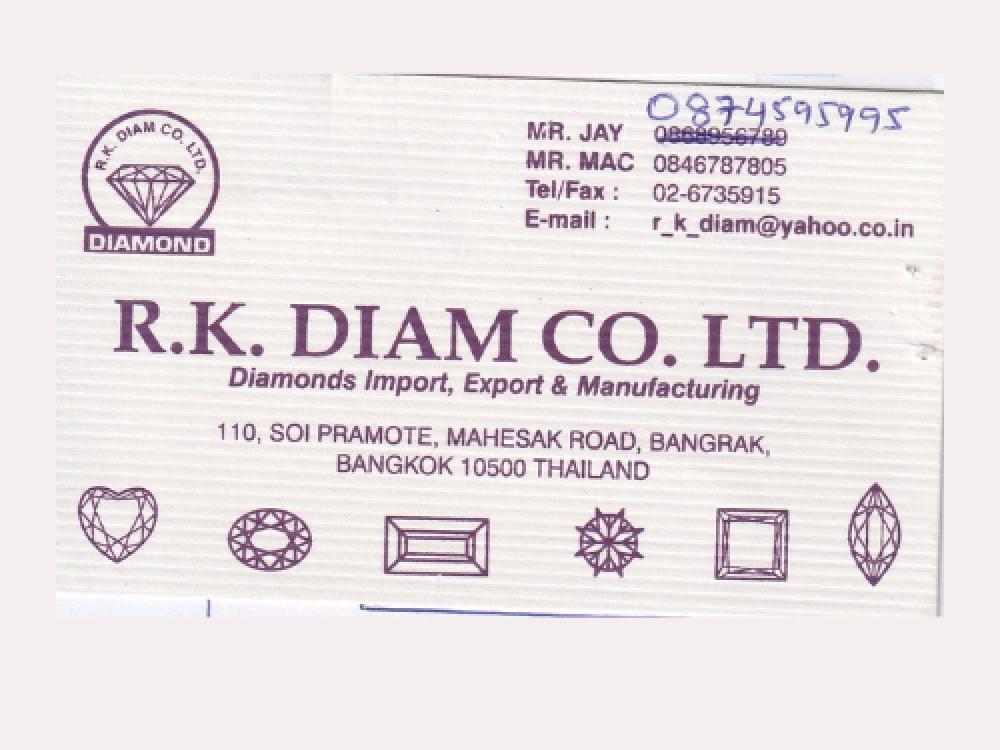 R.K. DIAM CO. LTD.
DIAMOND
0874595995
MR. JAY 0868956789
MR. MAC 0846787805
Tel/Fax : 02-6735915
E-mail : r_k_diam@yahoo.co.in
R.K. DIAM CO. LTD.
Diamonds Import, Export & Manufacturing
110, SOI PRAMOTE, MAHESAK ROAD, BANGRAK,
BANGKOK 10500 THAILAND